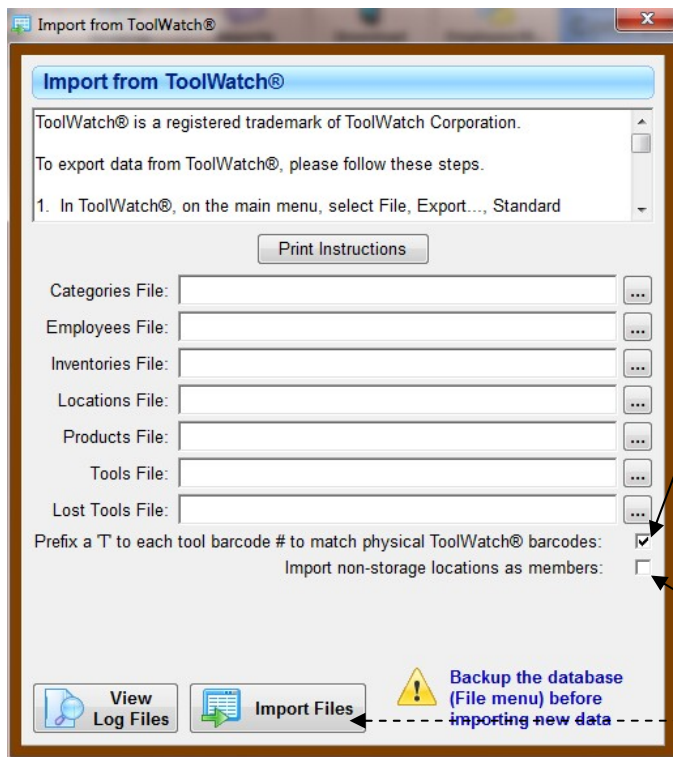 Import from ToolWatch®
Import from ToolWatch®
ToolWatch® is a registered trademark of ToolWatch Corporation.
To export data from ToolWatch®, please follow these steps.
1. In ToolWatch®, on the main menu, select File, Export..., Standard
Print Instructions
Categories File: ...
Employees File: ...
Inventories File: ...
Locations File: ...
Products File: ...
Tools File: ...
Lost Tools File: ...
Prefix a 'T' to each tool barcode # to match physical ToolWatch® barcodes:
Import non-storage locations as members:
View
Log Files
Import Files
Backup the database
(File menu) before
importing new data